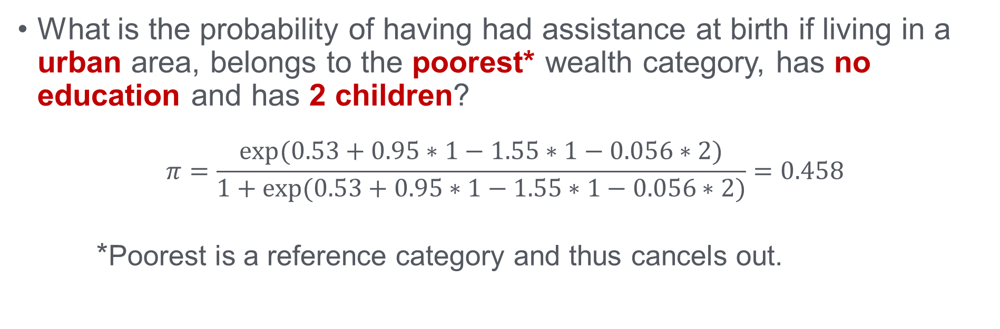 • What is the probability of having had assistance at birth if living in a
urban area, belongs to the poorest* wealth category, has no
education and has 2 children?
π = exp(0.53 + 0.95 ∗ 1 − 1.55 ∗ 1 − 0.056 ∗ 2) / 1 + exp(0.53 + 0.95 ∗ 1 − 1.55 ∗ 1 − 0.056 ∗ 2) = 0.458
*Poorest is a reference category and thus cancels out.